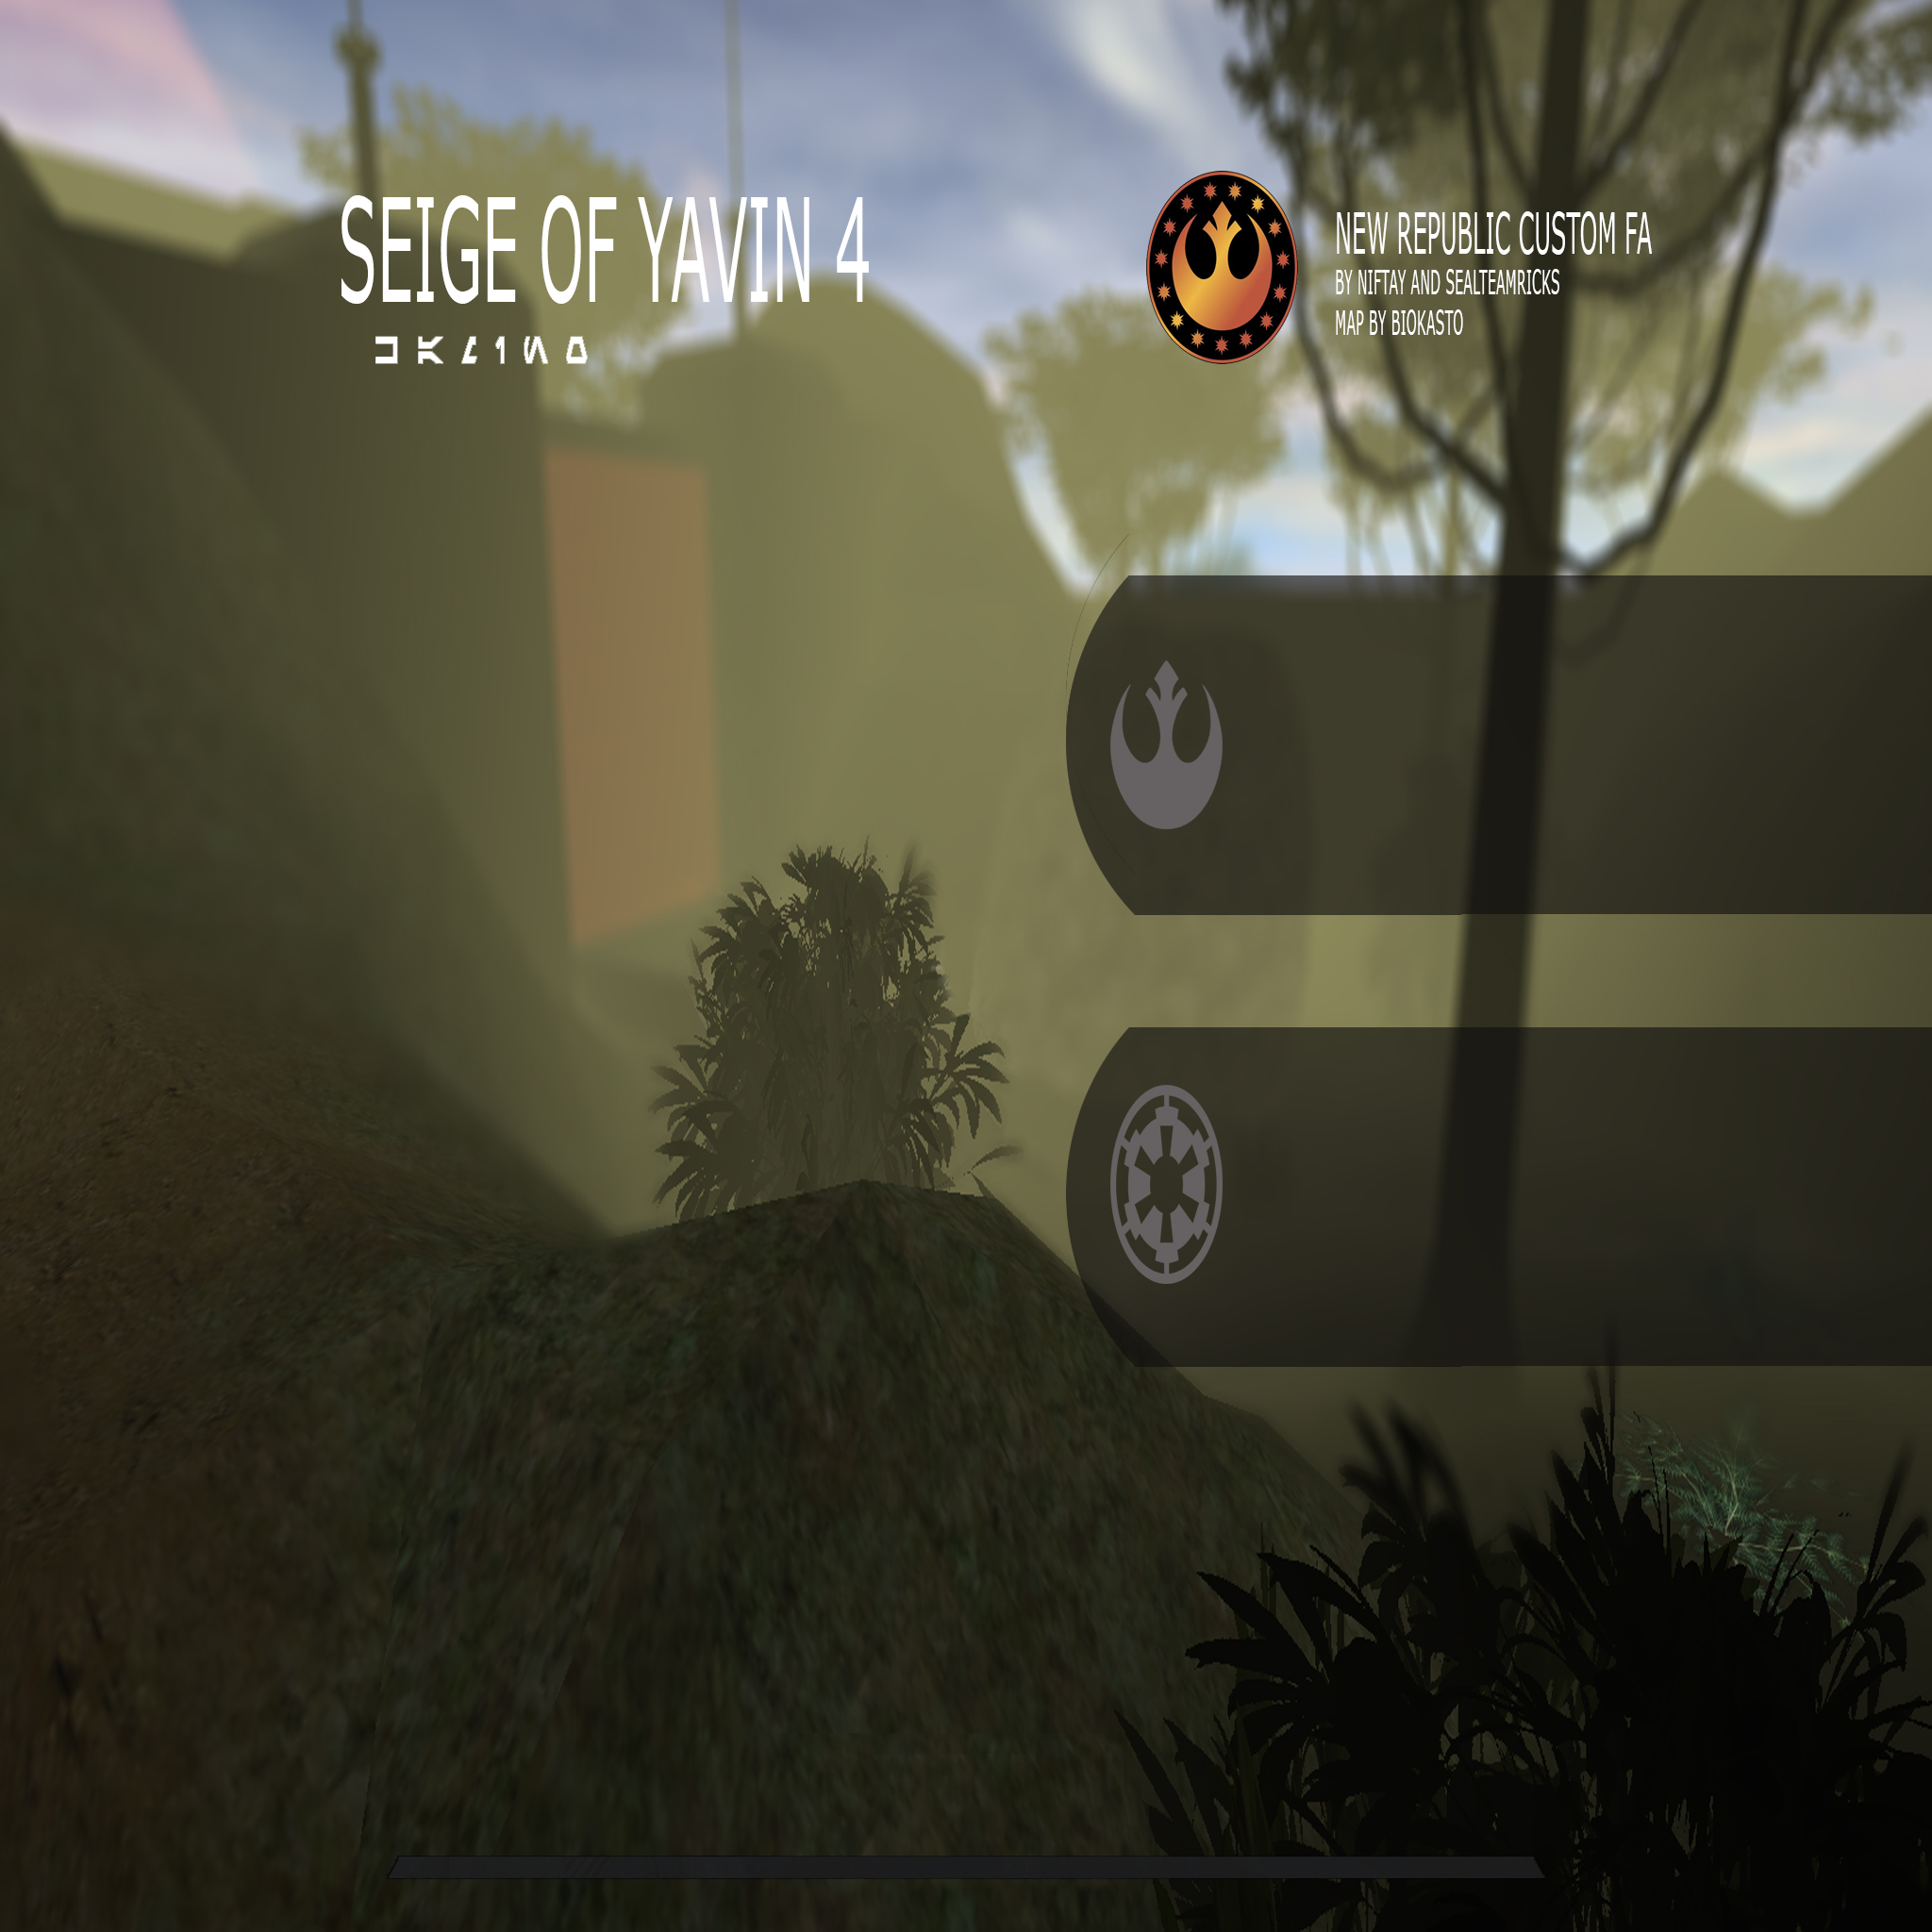 SEIGE OF YAVIN 4
NEW REPUBLIC CUSTOM FA
BY NIFTAY AND SEALTEAMRICKS
MAP BY BIOKASTO